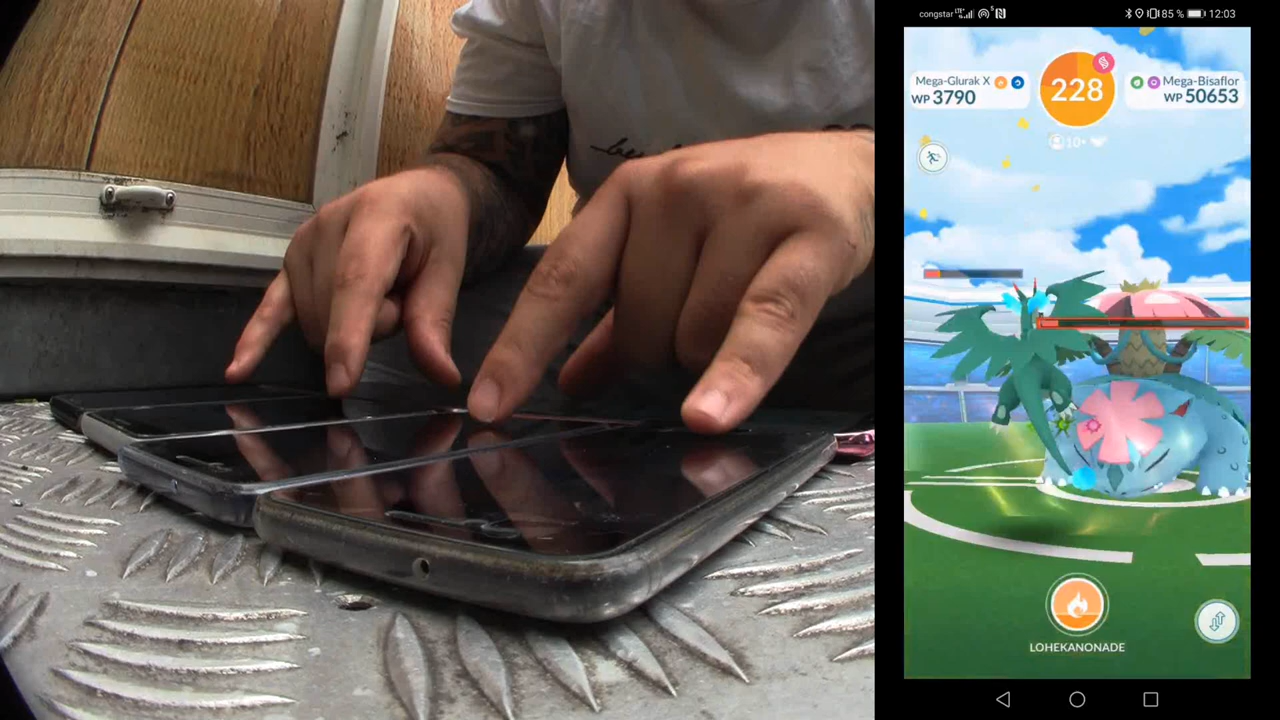 congstar
85 %
12:03
Mega-Glurak X
WP 3790
228
Mega-Bisaflor
WP 50653
10+
LOHEKANONADE